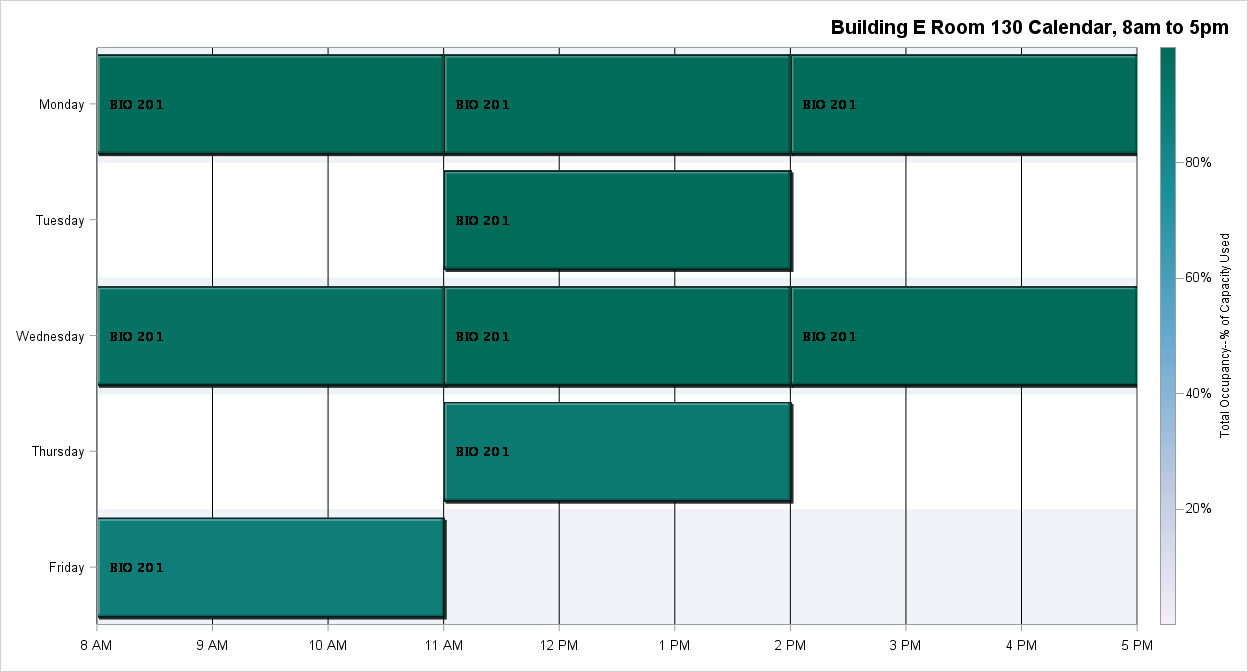 Building E Room 130 Calendar, 8am to 5pm
Monday
BIO 201
BIO 201
BIO 201
Tuesday
BIO 201
Wednesday
BIO 201
BIO 201
BIO 201
Thursday
BIO 201
Friday
BIO 201
8 AM
9 AM
10 AM
11 AM
12 PM
1 PM
2 PM
3 PM
4 PM
5 PM
80%
60%
40%
20%
Total Occupancy--% of Capacity Used